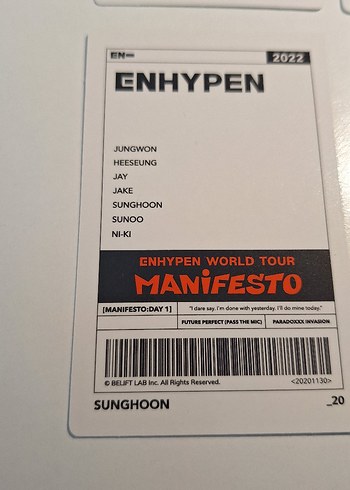 EN-
2022
ENHYPEN
JUNGWON
HEESEUNG
JAY
JAKE
SUNGHOON
SUNOO
NI-KI
ENHYPEN WORLD TOUR
MANiFESTO
[MANIFESTO:DAY 1]
"I dare say, I'm done with yesterday, I'll do mine today."
FUTURE PERFECT (PASS THE MIC)
PARADOXXX INVASION
© BELIFT LAB Inc. All Rights Reserved.
<20201130>
SUNGHOON
_20